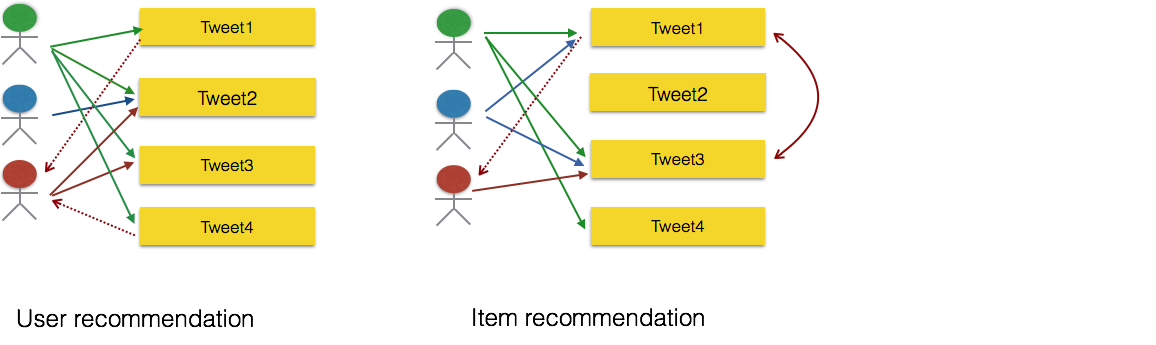 Tweet1
Tweet2
Tweet3
Tweet4
User recommendation
Tweet1
Tweet2
Tweet3
Tweet4
Item recommendation